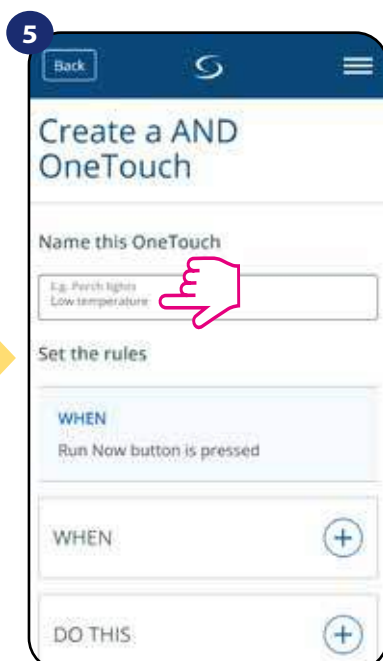 5
Back
Create a AND
OneTouch
Name this OneTouch
E.g. Porch lights
Low temperature
Set the rules
WHEN
Run Now button is pressed
WHEN
DO THIS